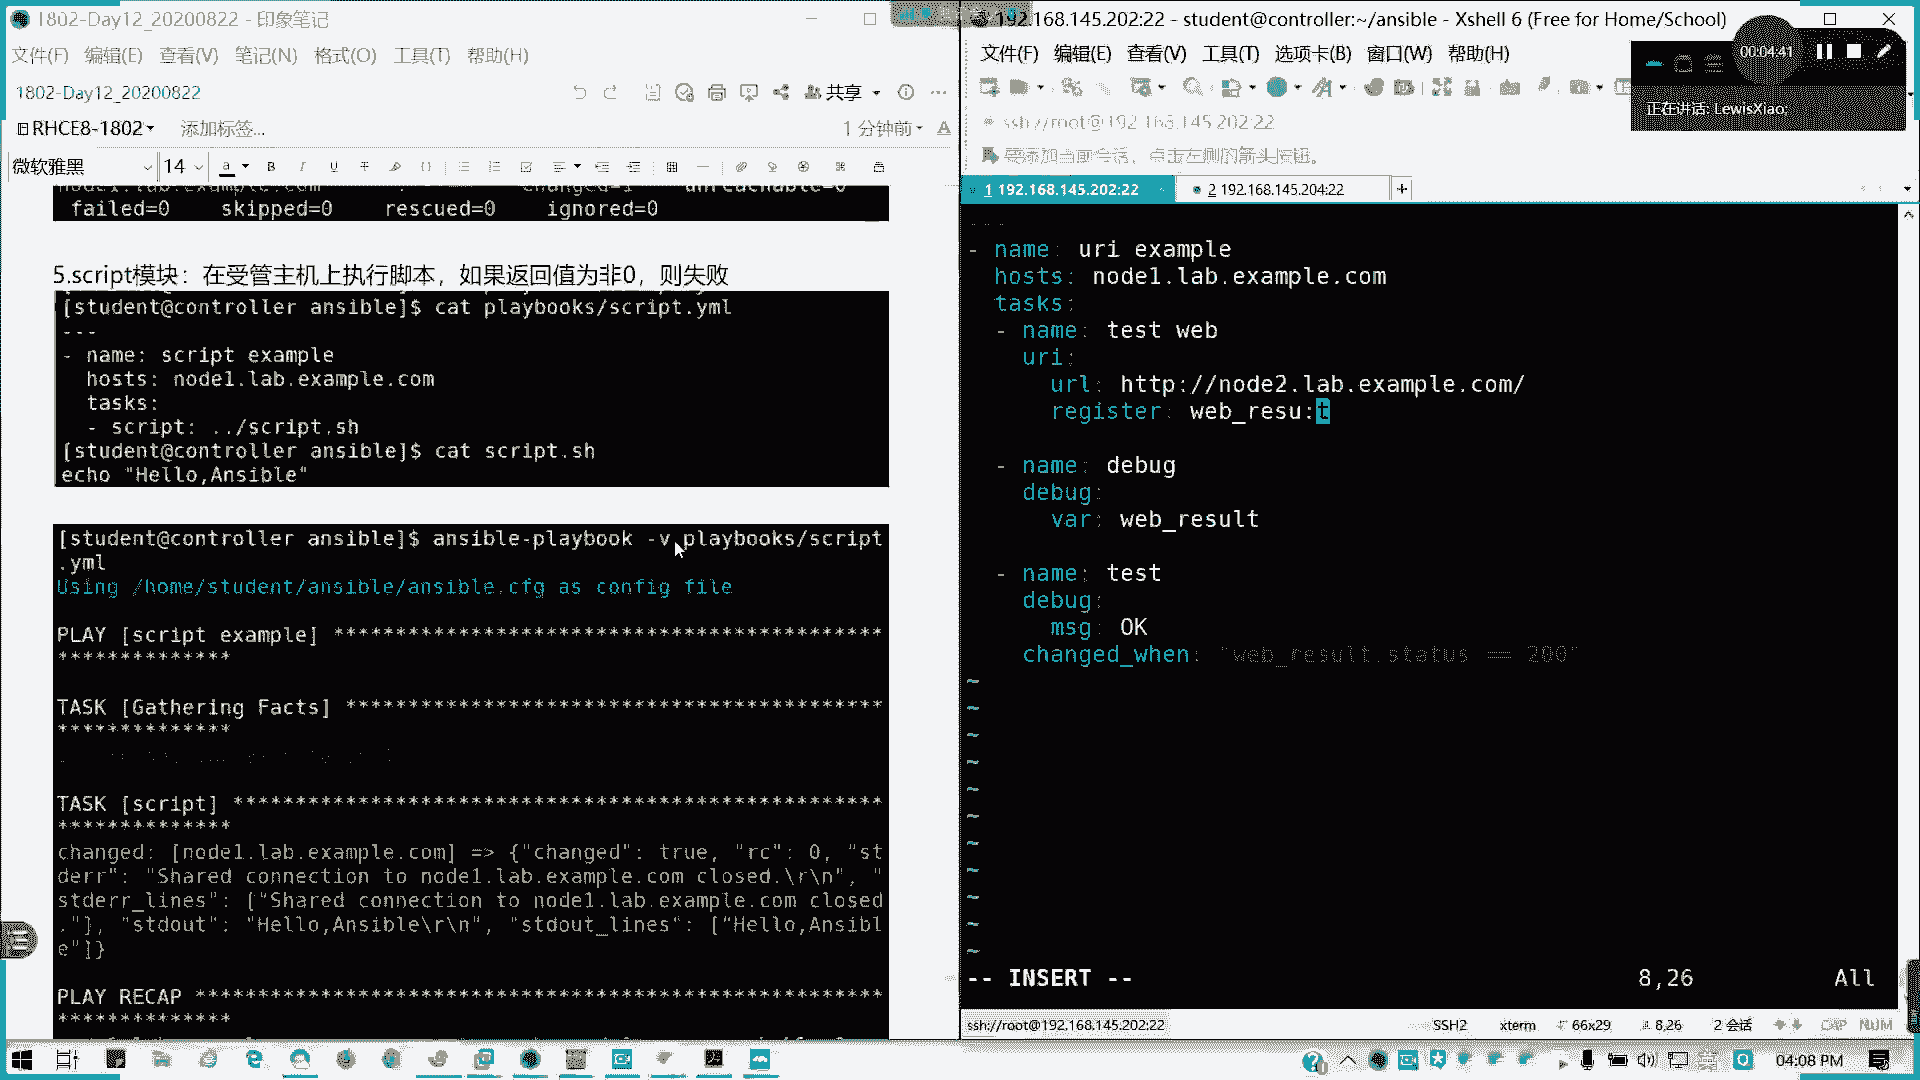 1802-Day12_20200822 - 印象笔记
文件(F) 编辑(E) 查看(V) 笔记(N) 格式(O) 工具(T) 帮助(H)
1802-Day12_20200822
共享
RHCE8-1802
添加标签...
1 分钟前
微软雅黑 14
node1.lab.example.com changed=1 unreachable=0
failed=0 skipped=0 rescued=0 ignored=0
5.script模块：在受管主机上执行脚本，如果返回值为非0，则失败
[student@controller ansible]$ cat playbooks/script.yml
---
- name: script example
hosts: node1.lab.example.com
tasks:
- script: ../script.sh
[student@controller ansible]$ cat script.sh
echo "Hello,Ansible"
[student@controller ansible]$ ansible-playbook -v playbooks/script
.yml
Using /home/student/ansible/ansible.cfg as config file
PLAY [script example] *********************************************
**************
TASK [Gathering Facts] ********************************************
**************
TASK [script] *****************************************************
**************
changed: [node1.lab.example.com] => {"changed": true, "rc": 0, "st
derr": "Shared connection to node1.lab.example.com closed.\r\n", "
stderr_lines": ["Shared connection to node1.lab.example.com closed
."], "stdout": "Hello,Ansible\r\n", "stdout_lines": ["Hello,Ansibl
e"]}
PLAY RECAP ********************************************************
**************
192.168.145.202:22 - student@controller:~/ansible - Xshell 6 (Free for Home/School)
文件(F) 编辑(E) 查看(V) 工具(T) 选项卡(B) 窗口(W) 帮助(H)
00:04:41
正在讲话: LewisXiao;
ssh://root@192.168.145.202:22
要添加当前会话，点击左侧的箭头按钮。
1 192.168.145.202:22
2 192.168.145.204:22
---
- name: uri example
hosts: node1.lab.example.com
tasks:
- name: test web
uri:
url: http://node2.lab.example.com/
register: web_resu:t
- name: debug
debug:
var: web_result
- name: test
debug:
msg: OK
changed_when: "web_result.status == 200"
~
~
~
~
~
~
~
~
~
~
~
-- INSERT -- 8,26 All
ssh://root@192.168.145.202:22 SSH2 xterm 66x29 8,26 2 会话 CAP NUM
04:08 PM